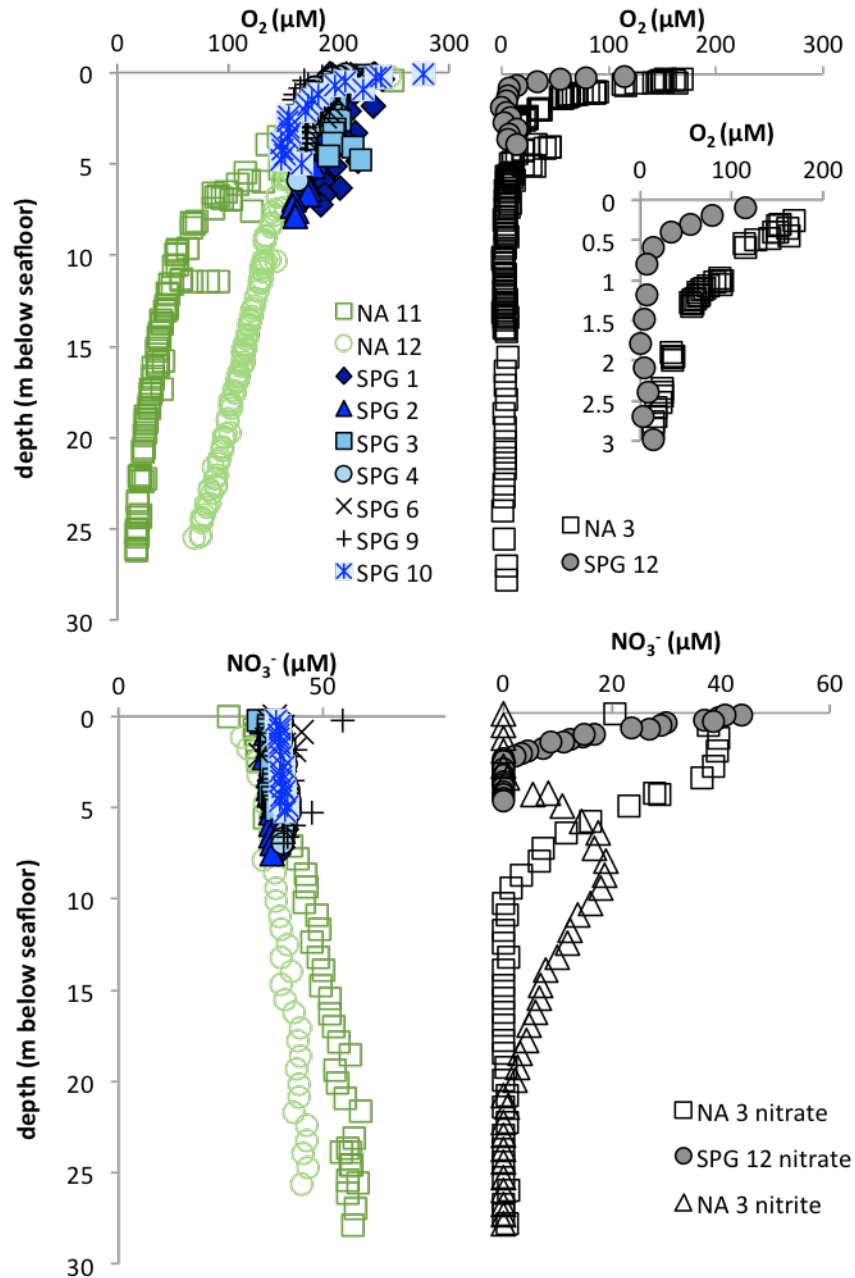 O₂ (µM)
0 100 200 300
0
5
10
15
20
25
30
depth (m below seafloor)
NA 11
NA 12
SPG 1
SPG 2
SPG 3
SPG 4
SPG 6
SPG 9
SPG 10
O₂ (µM)
0 100 200 300
O₂ (µM)
0 100 200
0
0.5
1
1.5
2
2.5
3
NA 3
SPG 12
NO₃⁻ (µM)
0 50
0
5
10
15
20
25
30
depth (m below seafloor)
NO₃⁻ (µM)
0 20 40 60
NA 3 nitrate
SPG 12 nitrate
NA 3 nitrite